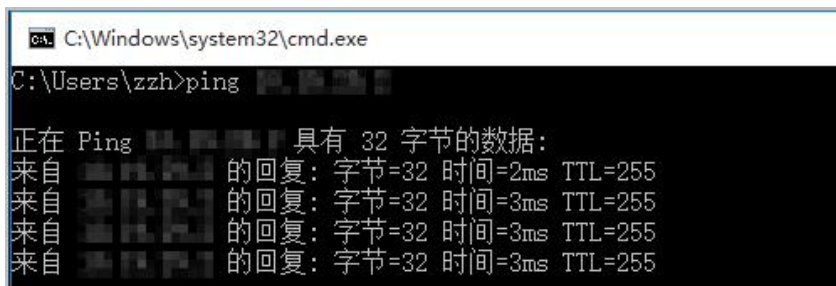 C:\Windows\system32\cmd.exe
C:\Users\zzh>ping
正在 Ping 具有 32 字节的数据:
来自 的回复: 字节=32 时间=2ms TTL=255
来自 的回复: 字节=32 时间=3ms TTL=255
来自 的回复: 字节=32 时间=3ms TTL=255
来自 的回复: 字节=32 时间=3ms TTL=255